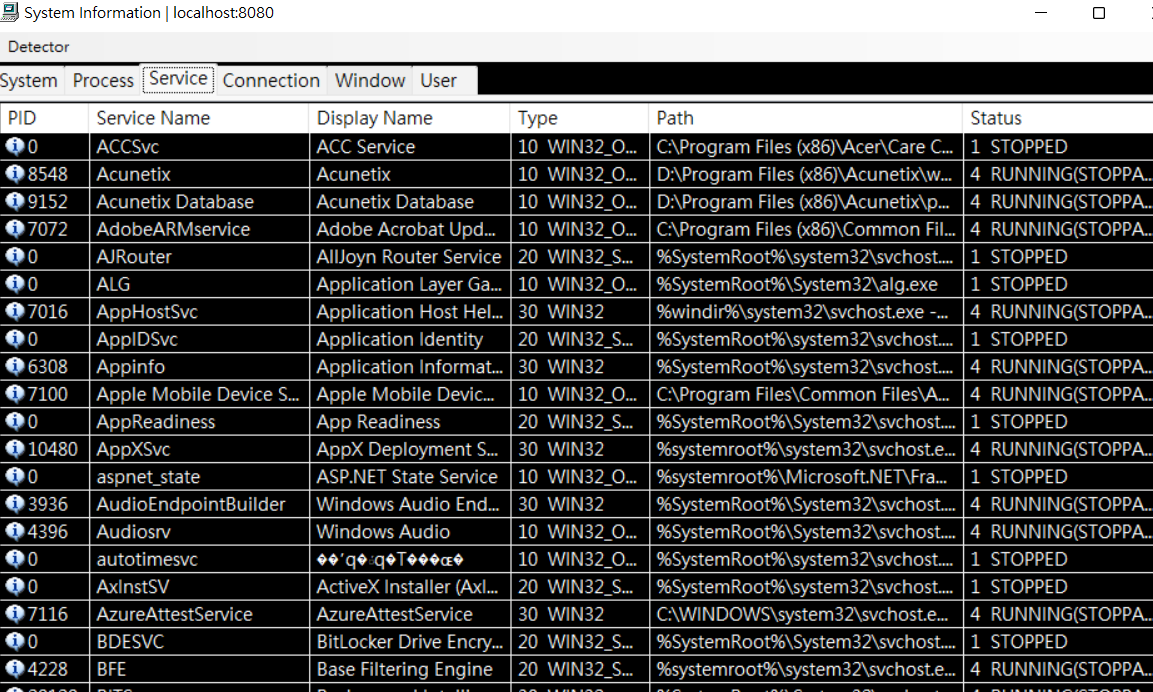 System Information | localhost:8080
Detector
System Process Service Connection Window User
PID Service Name Display Name Type Path Status
0 ACCSvc ACC Service 10 WIN32_O... C:\Program Files (x86)\Acer\Care C... 1 STOPPED
8548 Acunetix Acunetix 10 WIN32_O... D:\Program Files (x86)\Acunetix\w... 4 RUNNING(STOPPA...
9152 Acunetix Database Acunetix Database 10 WIN32_O... D:\Program Files (x86)\Acunetix\p... 4 RUNNING(STOPPA...
7072 AdobeARMservice Adobe Acrobat Upd... 10 WIN32_O... C:\Program Files (x86)\Common Fil... 4 RUNNING(STOPPA...
0 AJRouter AllJoyn Router Service 20 WIN32_S... %SystemRoot%\system32\svchost.... 1 STOPPED
0 ALG Application Layer Ga... 10 WIN32_O... %SystemRoot%\System32\alg.exe 1 STOPPED
7016 AppHostSvc Application Host Hel... 30 WIN32 %windir%\system32\svchost.exe -... 4 RUNNING(STOPPA...
0 AppIDSvc Application Identity 20 WIN32_S... %SystemRoot%\system32\svchost.... 1 STOPPED
6308 Appinfo Application Informat... 30 WIN32 %SystemRoot%\system32\svchost.... 4 RUNNING(STOPPA...
7100 Apple Mobile Device S... Apple Mobile Devic... 10 WIN32_O... C:\Program Files\Common Files\A... 4 RUNNING(STOPPA...
0 AppReadiness App Readiness 20 WIN32_S... %SystemRoot%\System32\svchost.... 1 STOPPED
10480 AppXSvc AppX Deployment S... 30 WIN32 %systemroot%\system32\svchost.e... 4 RUNNING(STOPPA...
0 aspnet_state ASP.NET State Service 10 WIN32_O... %systemroot%\Microsoft.NET\Fra... 1 STOPPED
3936 AudioEndpointBuilder Windows Audio End... 30 WIN32 %SystemRoot%\System32\svchost.... 4 RUNNING(STOPPA...
4396 Audiosrv Windows Audio 10 WIN32_O... %SystemRoot%\System32\svchost.... 4 RUNNING(STOPPA...
0 autotimesvc 10 WIN32_O... %SystemRoot%\system32\svchost.... 1 STOPPED
0 AxInstSV ActiveX Installer (AxI... 20 WIN32_S... %SystemRoot%\system32\svchost.... 1 STOPPED
7116 AzureAttestService AzureAttestService 30 WIN32 C:\WINDOWS\system32\svchost.e... 4 RUNNING(STOPPA...
0 BDESVC BitLocker Drive Encry... 20 WIN32_S... %SystemRoot%\System32\svchost.... 1 STOPPED
4228 BFE Base Filtering Engine 20 WIN32_S... %systemroot%\system32\svchost.e... 4 RUNNING(STOPPA...